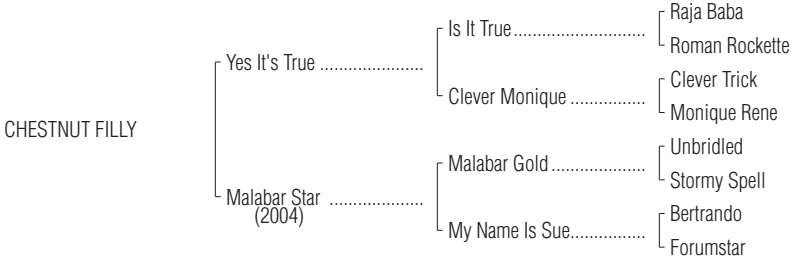 Raja Baba
Is It True..........................
Roman Rockette
Yes It's True .....................
Clever Trick
Clever Monique ...............
Monique Rene
CHESTNUT FILLY
Unbridled
Malabar Gold..................
Stormy Spell
Malabar Star ...................
(2004)
Bertrando
My Name Is Sue...............
Forumstar